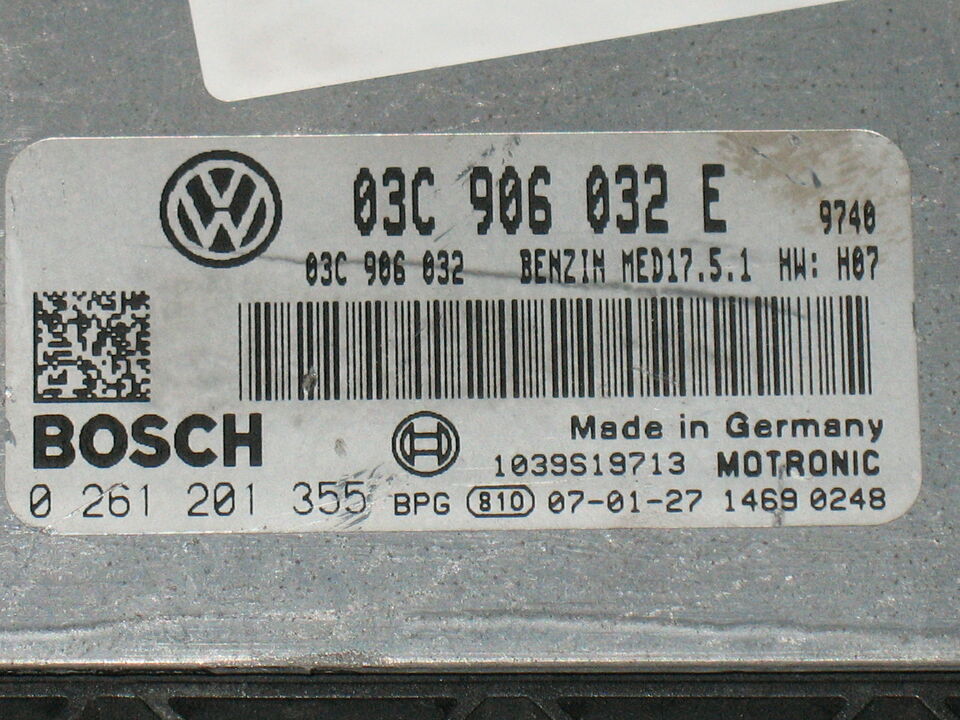 03C 906 032 E 9740
03C 906 032 BENZIN MED17.5.1 HW: H07
BOSCH
Made in Germany
1039S19713 MOTRONIC
0 261 201 355 BPG 810 07-01-27 1469 0248